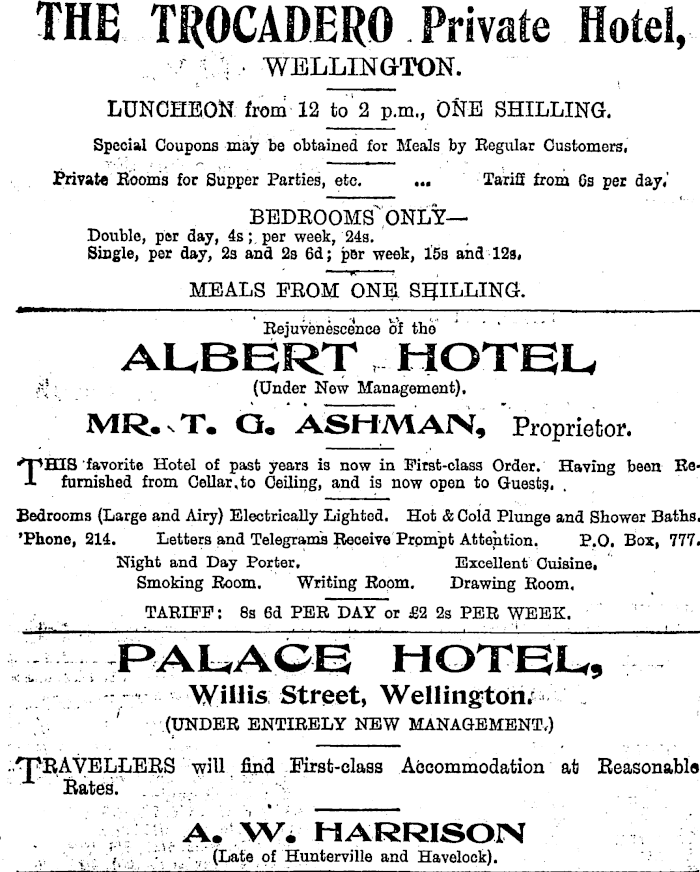 THE TROCADERO Private Hotel,
WELLINGTON.
LUNCHEON from 12 to 2 p.m., ONE SHILLING.
Special Coupons may be obtained for Meals by Regular Customers.
Private Rooms for Supper Parties, etc. ... Tariff from 6s per day.
BEDROOMS ONLY—
Double, per day, 4s; per week, 24s.
Single, per day, 2s and 2s 6d; per week, 15s and 12s.
MEALS FROM ONE SHILLING.
Rejuvenescence of the
ALBERT HOTEL
(Under New Management).
MR. T. G. ASHMAN, Proprietor.
THIS favorite Hotel of past years is now in First-class Order. Having been Re-
furnished from Cellar to Ceiling, and is now open to Guests.
Bedrooms (Large and Airy) Electrically Lighted. Hot & Cold Plunge and Shower Baths.
'Phone, 214. Letters and Telegrams Receive Prompt Attention. P.O. Box, 777.
Night and Day Porter. Excellent Cuisine.
Smoking Room. Writing Room. Drawing Room.
TARIFF: 8s 6d PER DAY or £2 2s PER WEEK.
PALACE HOTEL,
Willis Street, Wellington.
(UNDER ENTIRELY NEW MANAGEMENT.)
TRAVELLERS will find First-class Accommodation at Reasonable
Rates.
A. W. HARRISON
(Late of Hunterville and Havelock).